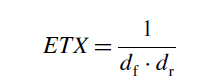 ETX = 1 / (d_f · d_r)